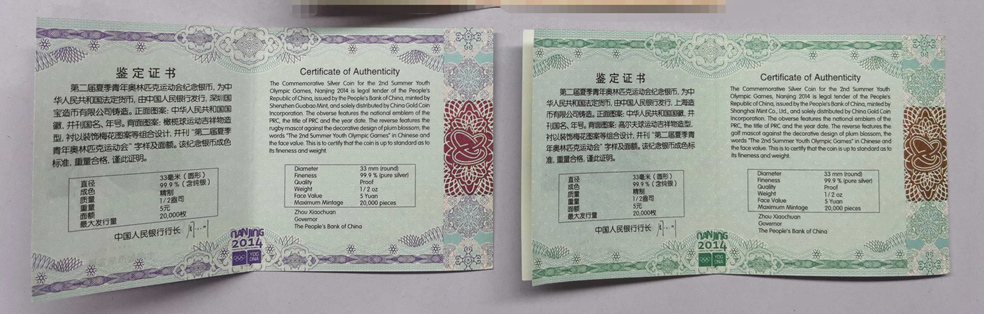 鉴定证书
第二届夏季青年奥林匹克运动会纪念银币，为中
华人民共和国法定货币，由中国人民银行发行，深圳国
宝造币有限公司铸造。正面图案：中华人民共和国国
徽，并刊国名、年号。背面图案：橄榄球运动吉祥物造
型，衬以装饰梅花图案等组合设计，并刊“第二届夏季
青年奥林匹克运动会”字样及面额。该纪念银币成色
标准，重量合格，谨此证明。
直径 33毫米（圆形）
成色 99.9%（含纯银）
质量 精制
重量 1/2盎司
面额 5元
最大发行量 20,000枚
中国人民银行行长
Certificate of Authenticity
The Commemorative Silver Coin for the 2nd Summer Youth
Olympic Games, Nanjing 2014 is legal tender of the People's
Republic of China, issued by the People's Bank of China, minted by
Shenzhen Guobao Mint, and solely distributed by China Gold Coin
Incorporation. The obverse features the national emblem of the
PRC, the title of PRC and the year date. The reverse features the
rugby mascot against the decorative design of plum blossom, the
words "The 2nd Summer Youth Olympic Games" in Chinese and
the face value. This is to certify that the coin is up to standard as to
its fineness and weight.
Diameter 33 mm (round)
Fineness 99.9% (pure silver)
Quality Proof
Weight 1/2 oz
Face Value 5 Yuan
Maximum Mintage 20,000 pieces
Zhou Xiaochuan
Governor
The People's Bank of China
NANJING
2014
YOG
DNA
鉴定证书
第二届夏季青年奥林匹克运动会纪念银币，为中
华人民共和国法定货币，由中国人民银行发行，上海造
币有限公司铸造。正面图案：中华人民共和国国徽，
并刊国名、年号。背面图案：高尔夫球运动吉祥物造型，
衬以装饰梅花图案等组合设计，并刊“第二届夏季青年
奥林匹克运动会”字样及面额。该纪念银币成色标准，
重量合格，谨此证明。
直径 33毫米（圆形）
成色 99.9%（含纯银）
质量 精制
重量 1/2盎司
面额 5元
最大发行量 20,000枚
中国人民银行行长
Certificate of Authenticity
The Commemorative Silver Coin for the 2nd Summer Youth
Olympic Games, Nanjing 2014 is legal tender of the People's
Republic of China, issued by the People's Bank of China, minted by
Shanghai Mint Co., Ltd., and solely distributed by China Gold Coin
Incorporation. The obverse features the national emblem of the
PRC, the title of PRC and the year date. The reverse features the
golf mascot against the decorative design of plum blossom, the
words "The 2nd Summer Youth Olympic Games" in Chinese and
the face value. This is to certify that the coin is up to standard as to
its fineness and weight.
Diameter 33 mm (round)
Fineness 99.9% (pure silver)
Quality Proof
Weight 1/2 oz
Face Value 5 Yuan
Maximum Mintage 20,000 pieces
Zhou Xiaochuan
Governor
The People's Bank of China
NANJING
2014
YOG
DNA